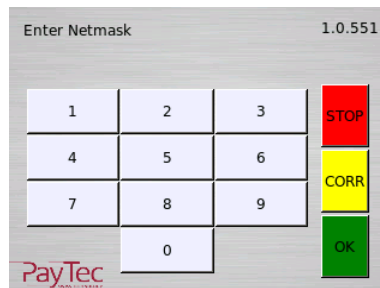 Enter Netmask 1.0.551
1 2 3 STOP
4 5 6
CORR
7 8 9
0 OK
PayTec